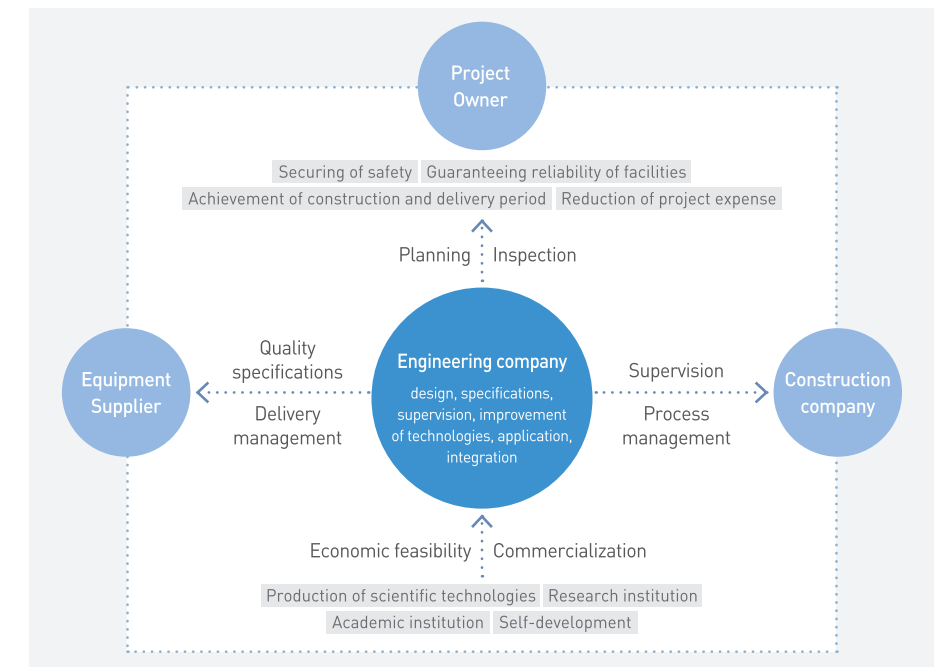 Project
Owner
Securing of safety Guaranteeing reliability of facilities
Achievement of construction and delivery period Reduction of project expense
Planning Inspection
Quality
specifications
Delivery
management
Equipment
Supplier
Engineering company
design, specifications,
supervision, improvement
of technologies, application,
integration
Supervision
Process
management
Construction
company
Economic feasibility Commercialization
Production of scientific technologies Research institution
Academic institution Self-development